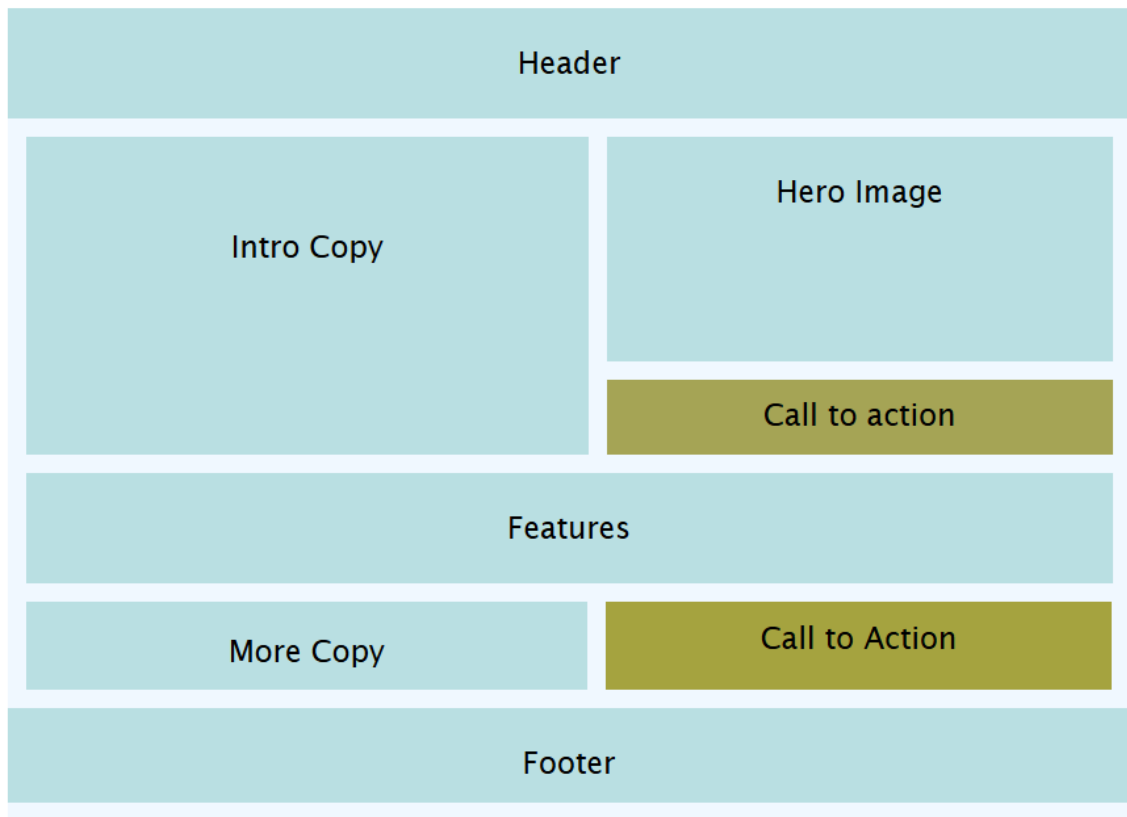 Header
Intro Copy
Hero Image
Call to action
Features
More Copy
Call to Action
Footer